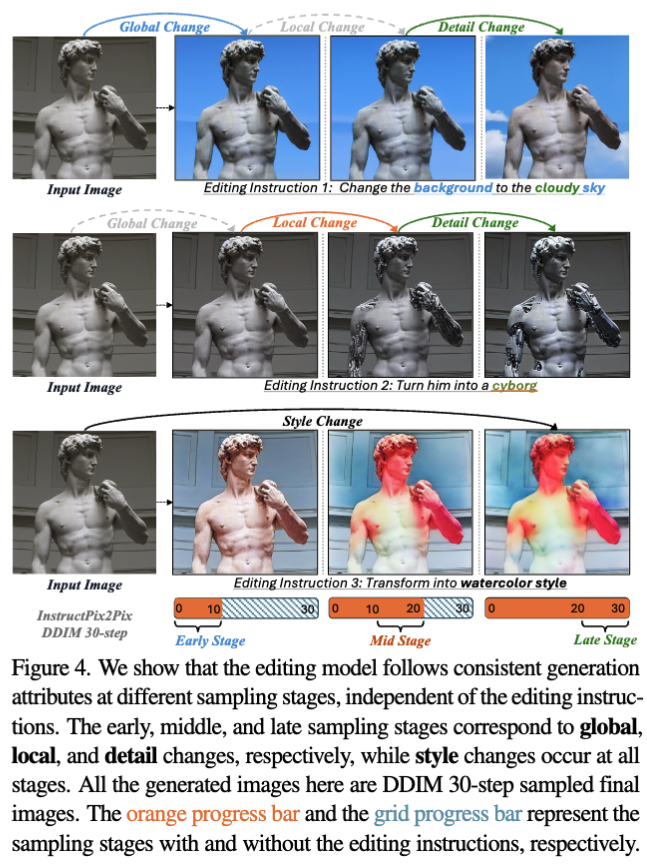 Global Change Local Change Detail Change
Input Image
Editing Instruction 1: Change the background to the cloudy sky
Global Change Local Change Detail Change
Input Image
Editing Instruction 2: Turn him into a cyborg
Style Change
Input Image
Editing Instruction 3: Transform into watercolor style
InstructPix2Pix
DDIM 30-step
0 10 30 0 10 20 30 0 20 30
Early Stage Mid Stage Late Stage
Figure 4. We show that the editing model follows consistent generation
attributes at different sampling stages, independent of the editing instruc-
tions. The early, middle, and late sampling stages correspond to global,
local, and detail changes, respectively, while style changes occur at all
stages. All the generated images here are DDIM 30-step sampled final
images. The orange progress bar and the grid progress bar represent the
sampling stages with and without the editing instructions, respectively.